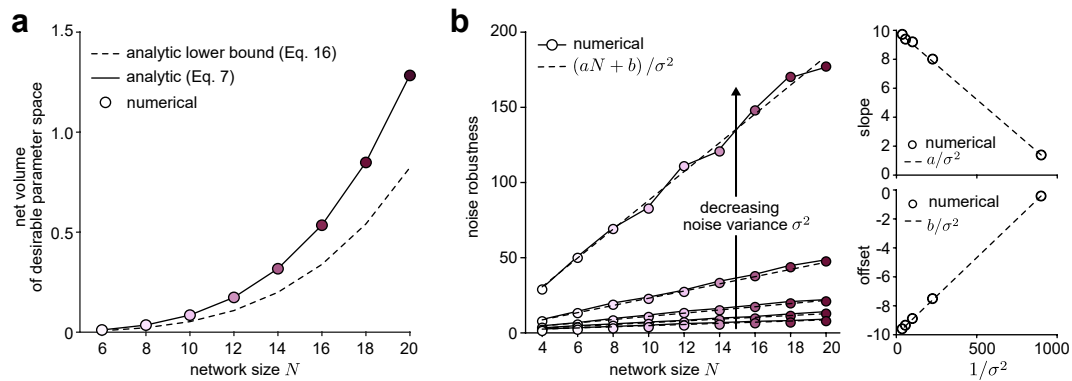 a
net volume
of desirable parameter space
1.5
1.0
0.5
0
analytic lower bound (Eq. 16)
analytic (Eq. 7)
numerical
6 8 10 12 14 16 18 20
network size N
b
noise robustness
200
150
100
50
0
numerical
(aN + b) /σ²
decreasing
noise variance σ²
4 6 8 10 12 14 16 18 20
network size N
slope
10
8
6
4
2
0
numerical
a/σ²
offset
0
-2
-4
-6
-8
-10
numerical
b/σ²
0 500 1000
1/σ²